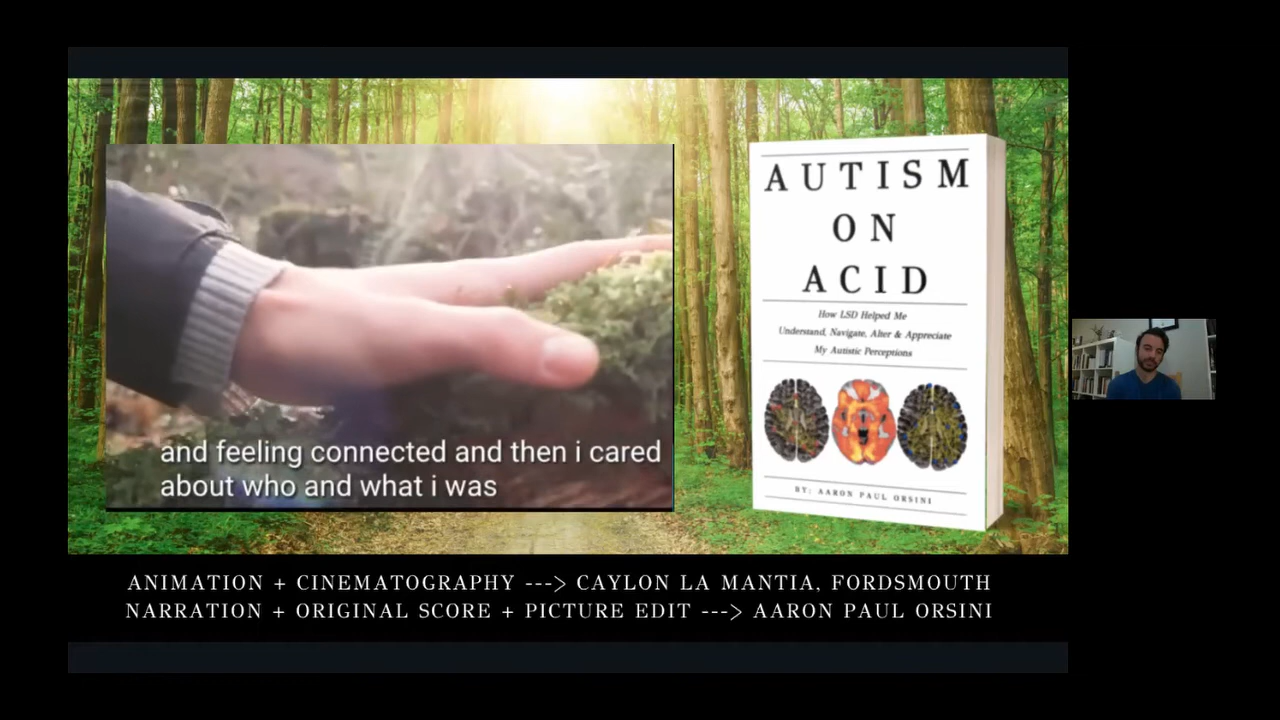 and feeling connected and then i cared
about who and what i was
AUTISM
ON
ACID
How LSD Helped Me
Understand, Navigate, Alter & Appreciate
My Autistic Perceptions
BY: AARON PAUL ORSINI
ANIMATION + CINEMATOGRAPHY ---> CAYLON LA MANTIA, FORDSMOUTH
NARRATION + ORIGINAL SCORE + PICTURE EDIT ---> AARON PAUL ORSINI